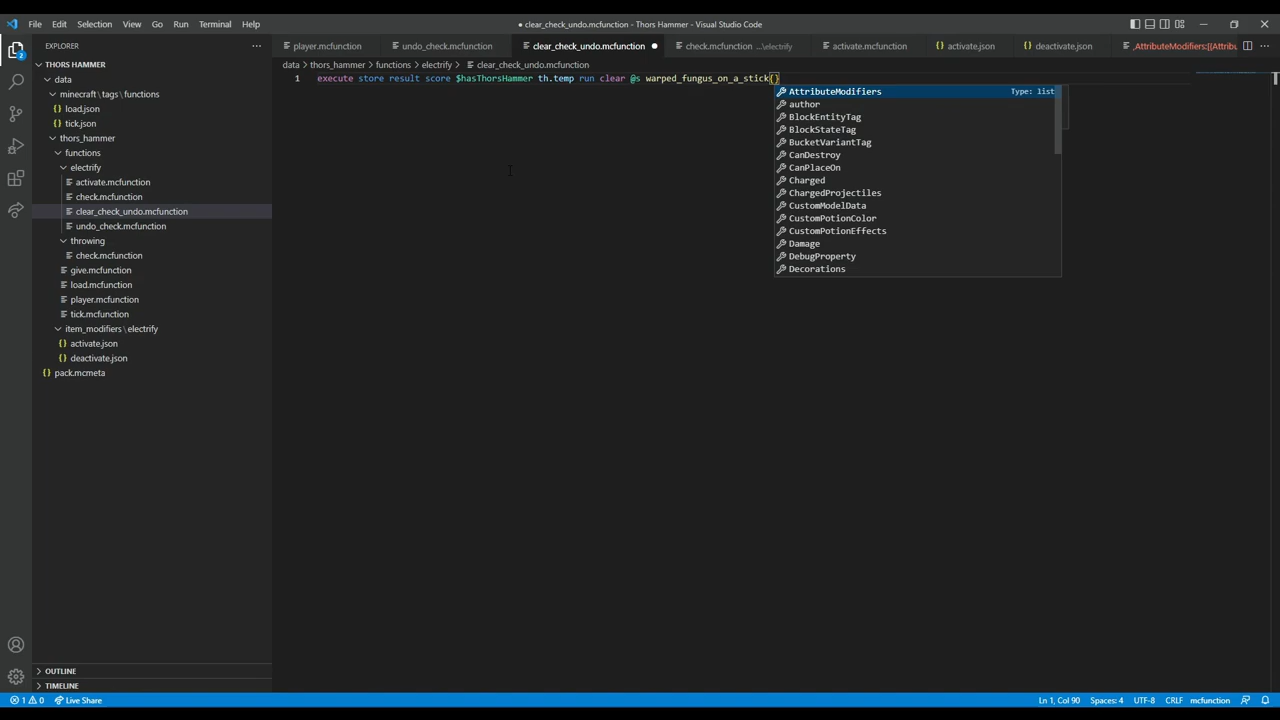 File Edit Selection View Go Run Terminal Help
● clear_check_undo.mcfunction - Thors Hammer - Visual Studio Code
EXPLORER
player.mcfunction undo_check.mcfunction clear_check_undo.mcfunction ● check.mcfunction ...\electrify activate.mcfunction activate.json deactivate.json ,AttributeModifiers:[{Attribu
THORS HAMMER
data > thors_hammer > functions > electrify > clear_check_undo.mcfunction
data
1 execute store result score $hasThorsHammer th.temp run clear @s warped_fungus_on_a_stick{}
minecraft\tags\functions
load.json
tick.json
thors_hammer
functions
electrify
activate.mcfunction
check.mcfunction
clear_check_undo.mcfunction
undo_check.mcfunction
throwing
check.mcfunction
give.mcfunction
load.mcfunction
player.mcfunction
tick.mcfunction
item_modifiers\electrify
activate.json
deactivate.json
pack.mcmeta
AttributeModifiers Type: list
author
BlockEntityTag
BlockStateTag
BucketVariantTag
CanDestroy
CanPlaceOn
Charged
ChargedProjectiles
CustomModelData
CustomPotionColor
CustomPotionEffects
Damage
DebugProperty
Decorations
2
OUTLINE
TIMELINE
1 0 Live Share Ln 1, Col 90 Spaces: 4 UTF-8 CRLF mcfunction